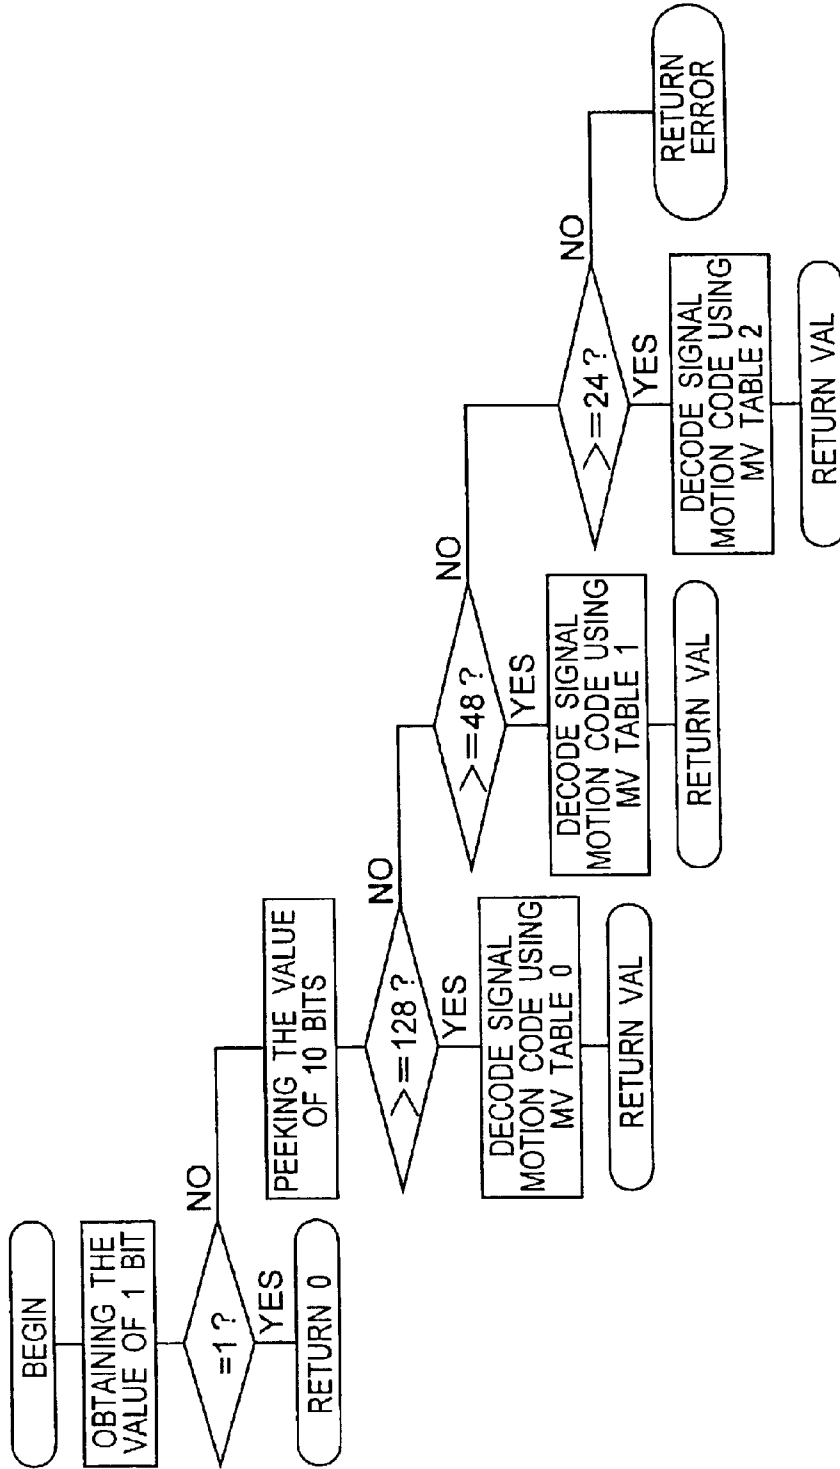 BEGIN
OBTAINING THE
VALUE OF 1 BIT
=1 ?
NO
YES
RETURN 0
PEEKING THE VALUE
OF 10 BITS
>=128 ?
NO
YES
DECODE SIGNAL
MOTION CODE USING
MV TABLE 0
RETURN VAL
>=48 ?
NO
YES
DECODE SIGNAL
MOTION CODE USING
MV TABLE 1
RETURN VAL
>=24 ?
NO
YES
DECODE SIGNAL
MOTION CODE USING
MV TABLE 2
RETURN VAL
RETURN
ERROR